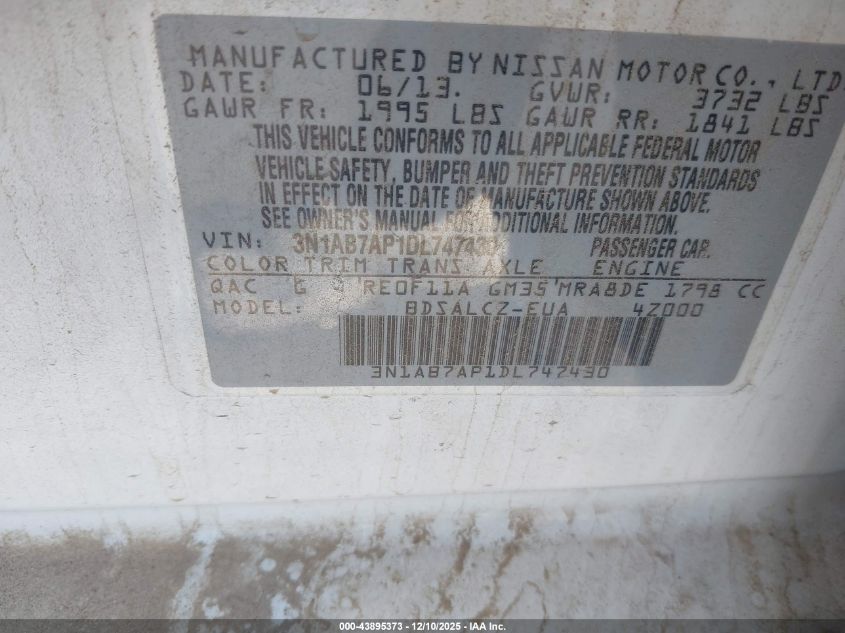 MANUFACTURED BY NISSAN MOTOR CO., LTD
DATE: 06/13. GVWR: 3732 LBS
GAWR FR: 1995 LBS GAWR RR: 1841 LBS
THIS VEHICLE CONFORMS TO ALL APPLICABLE FEDERAL MOTOR
VEHICLE SAFETY, BUMPER AND THEFT PREVENTION STANDARDS
IN EFFECT ON THE DATE OF MANUFACTURE SHOWN ABOVE.
SEE OWNER'S MANUAL FOR ADDITIONAL INFORMATION.
VIN: 3N1AB7AP1DL747430 PASSENGER CAR.
COLOR TRIM TRANS AXLE ENGINE
QAC G RE0F11A GM35 MRA8DE 1798 CC
MODEL: BDSALCZ-EUA 4Z000
3N1AB7AP1DL747430
000-43895373 - 12/10/2025 - IAA Inc.